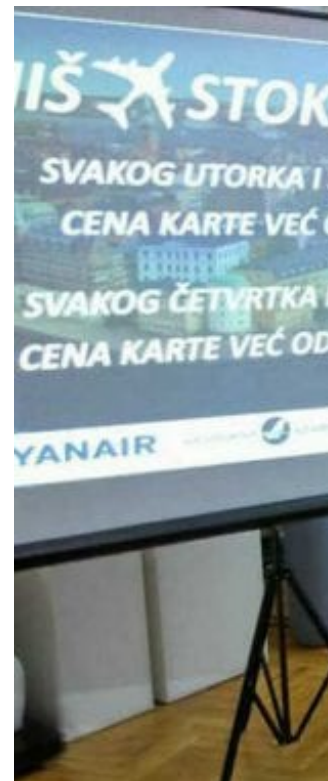 IŠ STOK
SVAKOG UTORKA I
CENA KARTE VEĆ
SVAKOG ČETVRTKA
CENA KARTE VEĆ OD
YANAIR